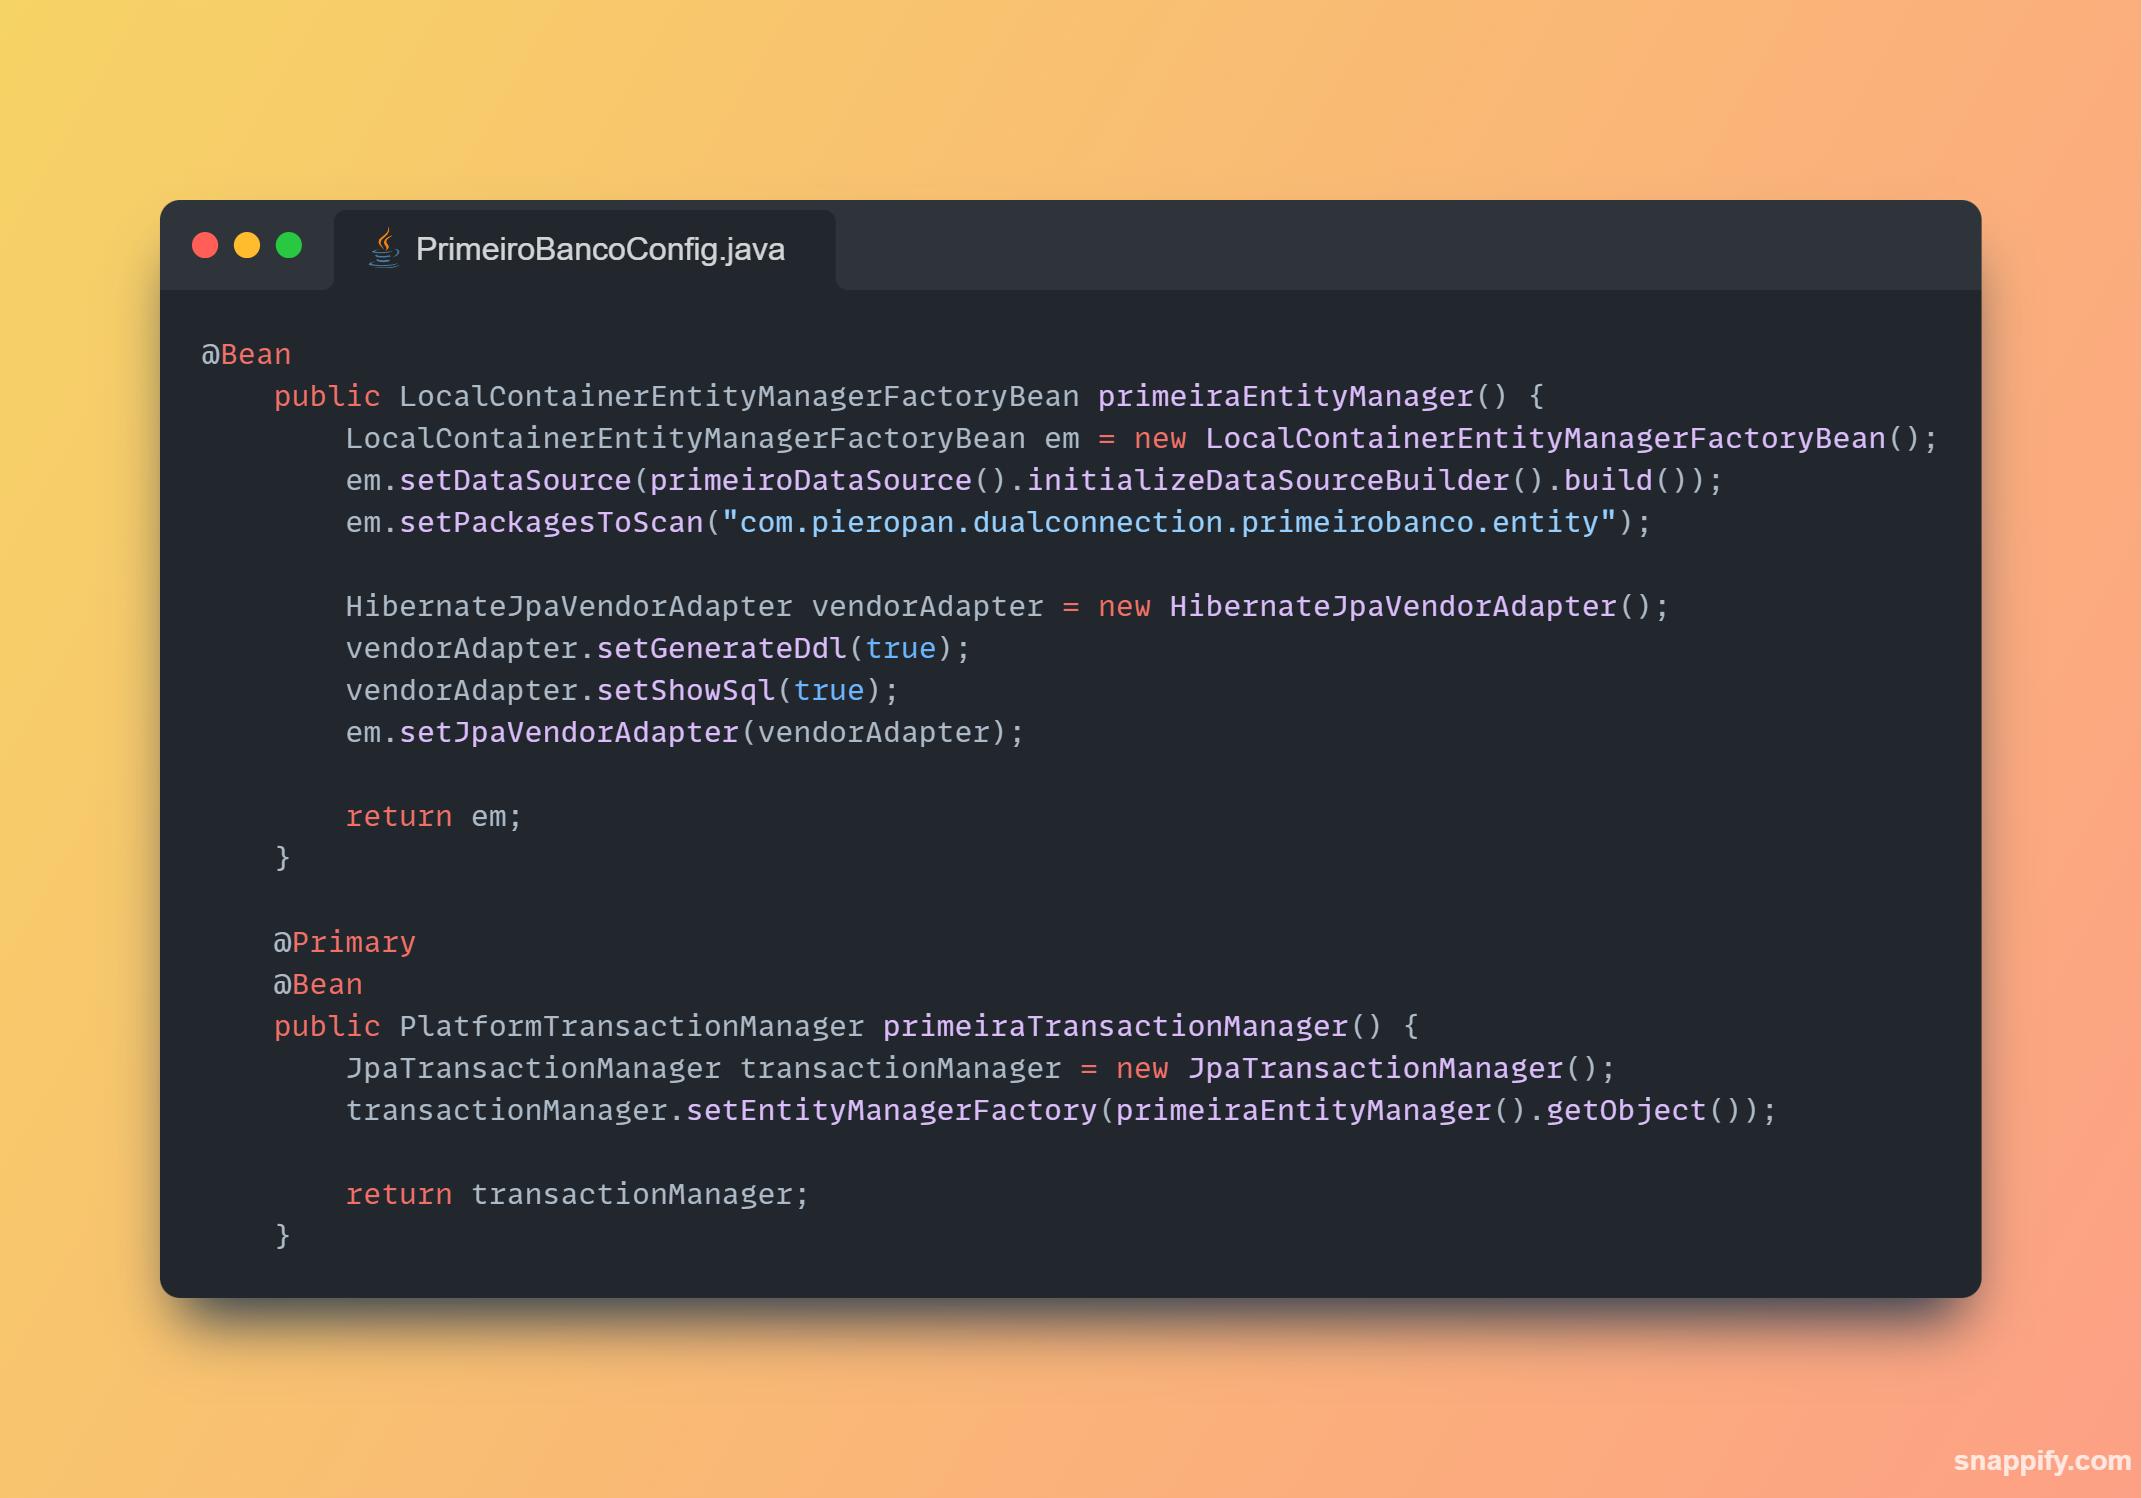 PrimeiroBancoConfig.java
@Bean
    public LocalContainerEntityManagerFactoryBean primeiraEntityManager() {
        LocalContainerEntityManagerFactoryBean em = new LocalContainerEntityManagerFactoryBean();
        em.setDataSource(primeiroDataSource().initializeDataSourceBuilder().build());
        em.setPackagesToScan("com.pieropan.dualconnection.primeirobanco.entity");
        HibernateJpaVendorAdapter vendorAdapter = new HibernateJpaVendorAdapter();
        vendorAdapter.setGenerateDdl(true);
        vendorAdapter.setShowSql(true);
        em.setJpaVendorAdapter(vendorAdapter);
        return em;
    }
    @Primary
    @Bean
    public PlatformTransactionManager primeiraTransactionManager() {
        JpaTransactionManager transactionManager = new JpaTransactionManager();
        transactionManager.setEntityManagerFactory(primeiraEntityManager().getObject());
        return transactionManager;
    }
snappify.com